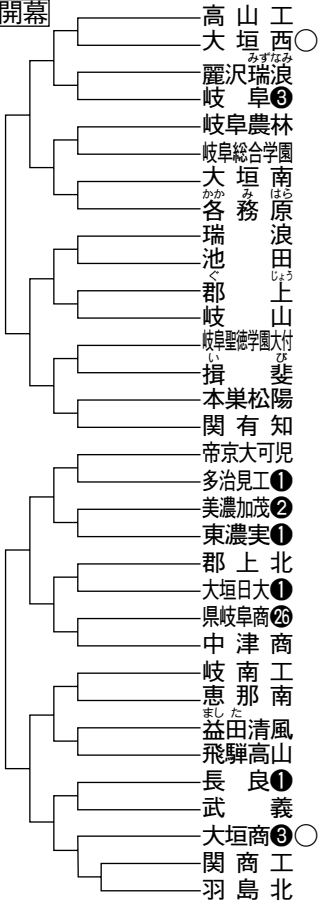 開幕
高山工
大垣西○
みずなみ
麗沢瑞浪
岐阜❸
岐阜農林
岐阜総合学園
大垣南
かか み はら
各務原
瑞浪
池田
ぐ じょう
郡上
岐山
岐阜聖徳学園大付
い び
揖斐
本巣松陽
関有知
帝京大可児
多治見工❶
美濃加茂❷
東濃実❶
郡上北
大垣日大❶
県岐阜商㉖
中津商
岐南工
恵那南
ました
益田清風
飛騨高山
長良❶
武義
大垣商❸○
関商工
羽島北